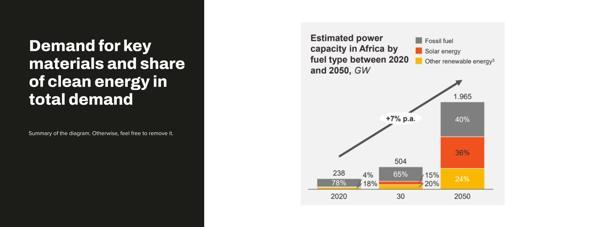 Demand for key
materials and share
of clean energy in
total demand
Summary of the diagram. Otherwise, feel free to remove it.
Estimated power
capacity in Africa by
fuel type between 2020
and 2050, GW
Fossil fuel
Solar energy
Other renewable energy³
1.965
+7% p.a.
40%
504
36%
238
4%
65%
15%
78%
18%
20%
24%
2020
30
2050